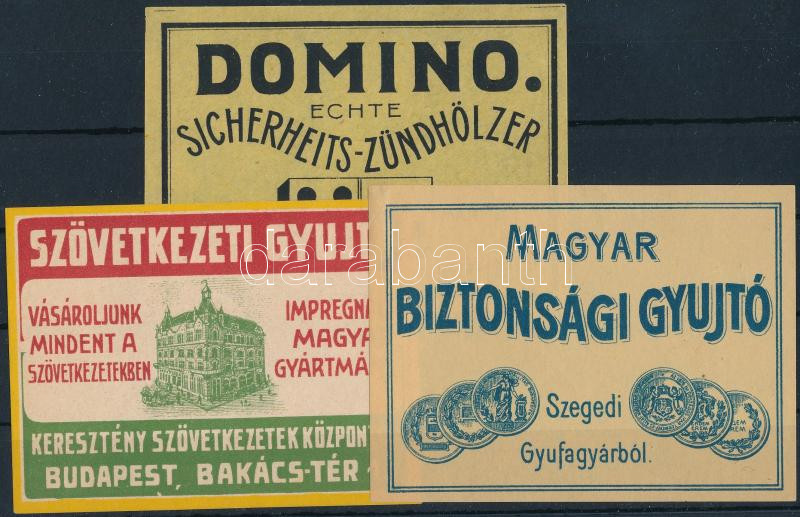 DOMINO.
ECHTE
SICHERHEITS-ZÜNDHÖLZER
SZÖVETKEZETI GYUJT
VÁSÁROLJUNK
MINDENT A
SZÖVETKEZETEKBEN
IMPREGNÁ
MAGYA
GYÁRTMÁ
KERESZTÉNY SZÖVETKEZETEK KÖZPONT
BUDAPEST, BAKÁCS-TÉR
MAGYAR
BIZTONSÁGI GYUJTÓ
Szegedi
Gyufagyárból.
darabanth